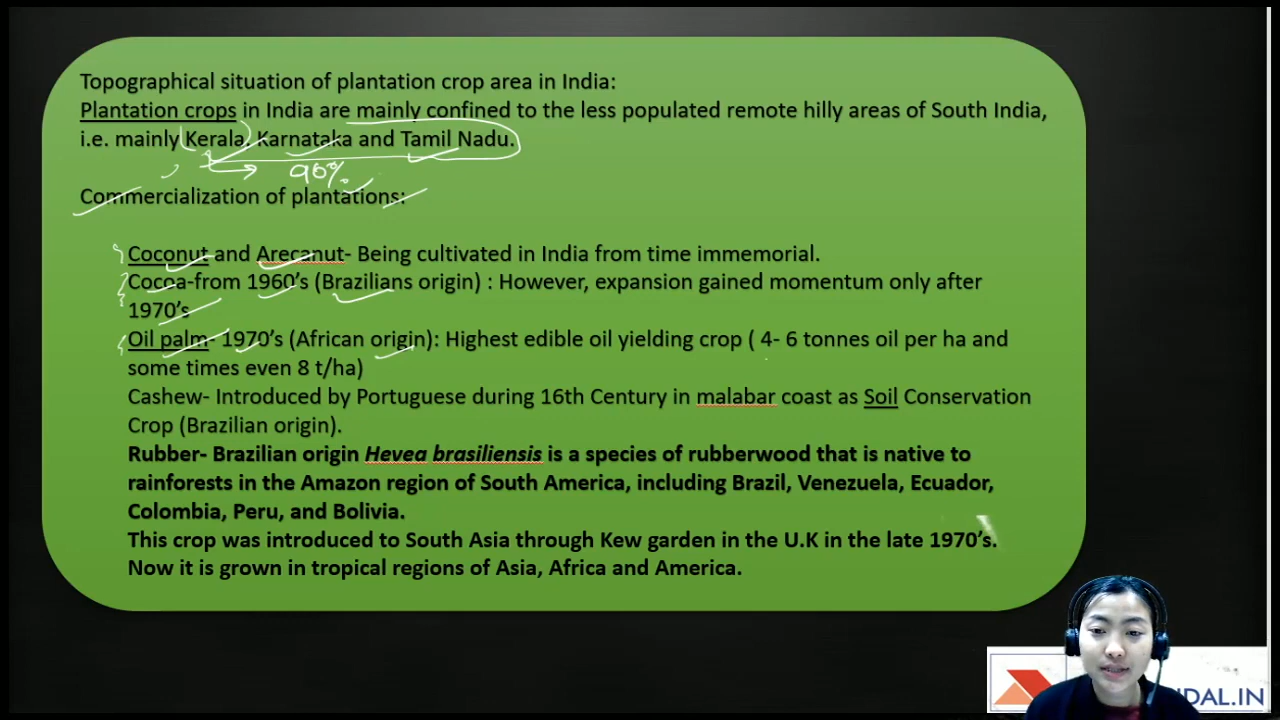 Topographical situation of plantation crop area in India:
Plantation crops in India are mainly confined to the less populated remote hilly areas of South India,
i.e. mainly Kerala, Karnataka and Tamil Nadu.
90%
Commercialization of plantations:
Coconut and Arecanut- Being cultivated in India from time immemorial.
Cocoa-from 1960's (Brazilians origin) : However, expansion gained momentum only after
1970's
Oil palm- 1970's (African origin): Highest edible oil yielding crop ( 4- 6 tonnes oil per ha and
some times even 8 t/ha)
Cashew- Introduced by Portuguese during 16th Century in malabar coast as Soil Conservation
Crop (Brazilian origin).
Rubber- Brazilian origin Hevea brasiliensis is a species of rubberwood that is native to
rainforests in the Amazon region of South America, including Brazil, Venezuela, Ecuador,
Colombia, Peru, and Bolivia.
This crop was introduced to South Asia through Kew garden in the U.K in the late 1970's.
Now it is grown in tropical regions of Asia, Africa and America.
DAL.IN